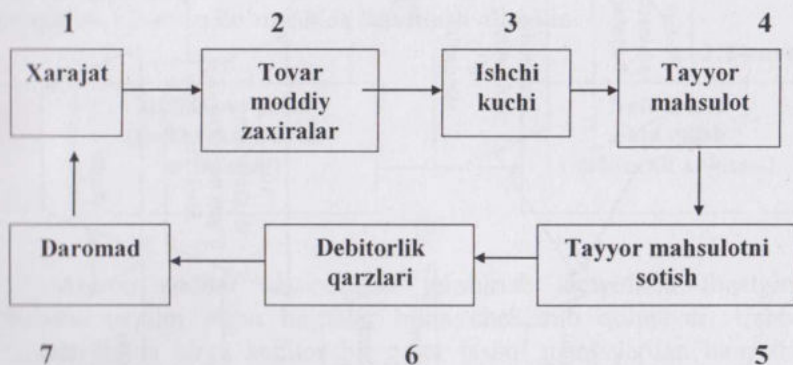 1
2
3
4
Xarajat
Tovar
moddiy
zaxiralar
Ishchi
kuchi
Tayyor
mahsulot
Daromad
Debitorlik
qarzlari
Tayyor mahsulotni
sotish
7
6
5